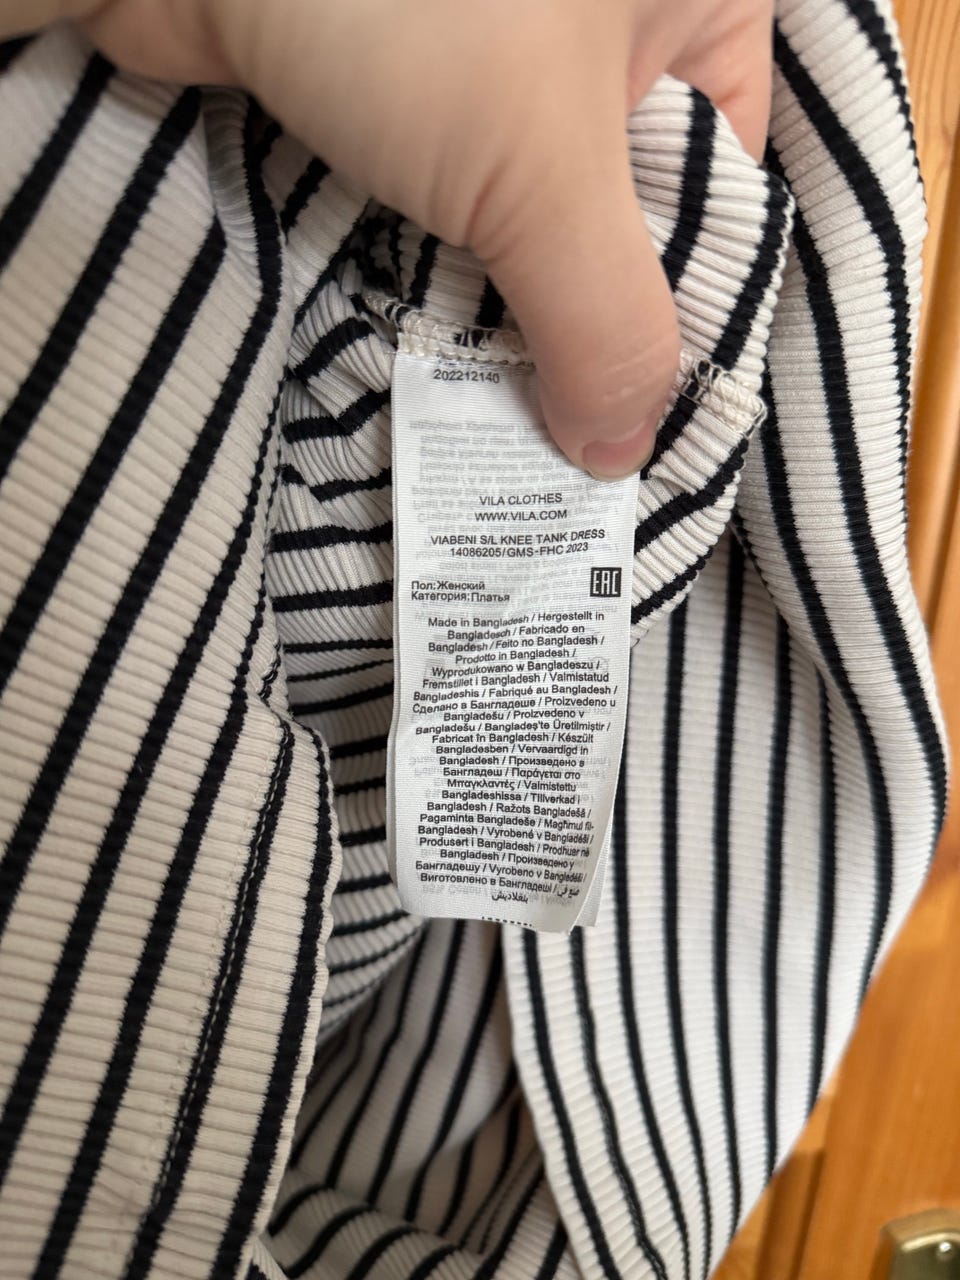 202212140
VILA CLOTHES
WWW.VILA.COM
VIABENI S/L KNEE TANK DRESS
14086205/GMS-FHC 2023
Пол:Женский
Категория:Платья
EAC
Made in Bangladesh / Hergestellt in
Bangladesch / Fabricado en
Bangladesh / Feito no Bangladesh /
Prodotto in Bangladesh /
Wyprodukowano w Bangladeszu /
Fremstillet i Bangladesh / Valmistatud
Bangladeshis / Fabriqué au Bangladesh /
Сделано в Бангладеше / Proizvedeno u
Bangladešu / Proizvedeno v
Bangladešu / Bangladeş'te Üretilmiştir /
Fabricat în Bangladesh / Készült
Bangladesben / Vervaardigd in
Bangladesh / Произведено в
Бангладеш / Παράγεται στο
Μπαγκλαντές / Valmistettu
Bangladeshissa / Tillverkad i
Bangladesh / Ražots Bangladešā /
Pagaminta Bangladeše / Magħmul fil-
Bangladesh / Vyrobené v Bangladéši /
Produsert i Bangladesh / Prodhuar në
Bangladesh / Произведено у
Бангладешу / Vyrobeno v Bangladéši /
Виготовлено в Бангладеші / صنع في
بنغلاديش